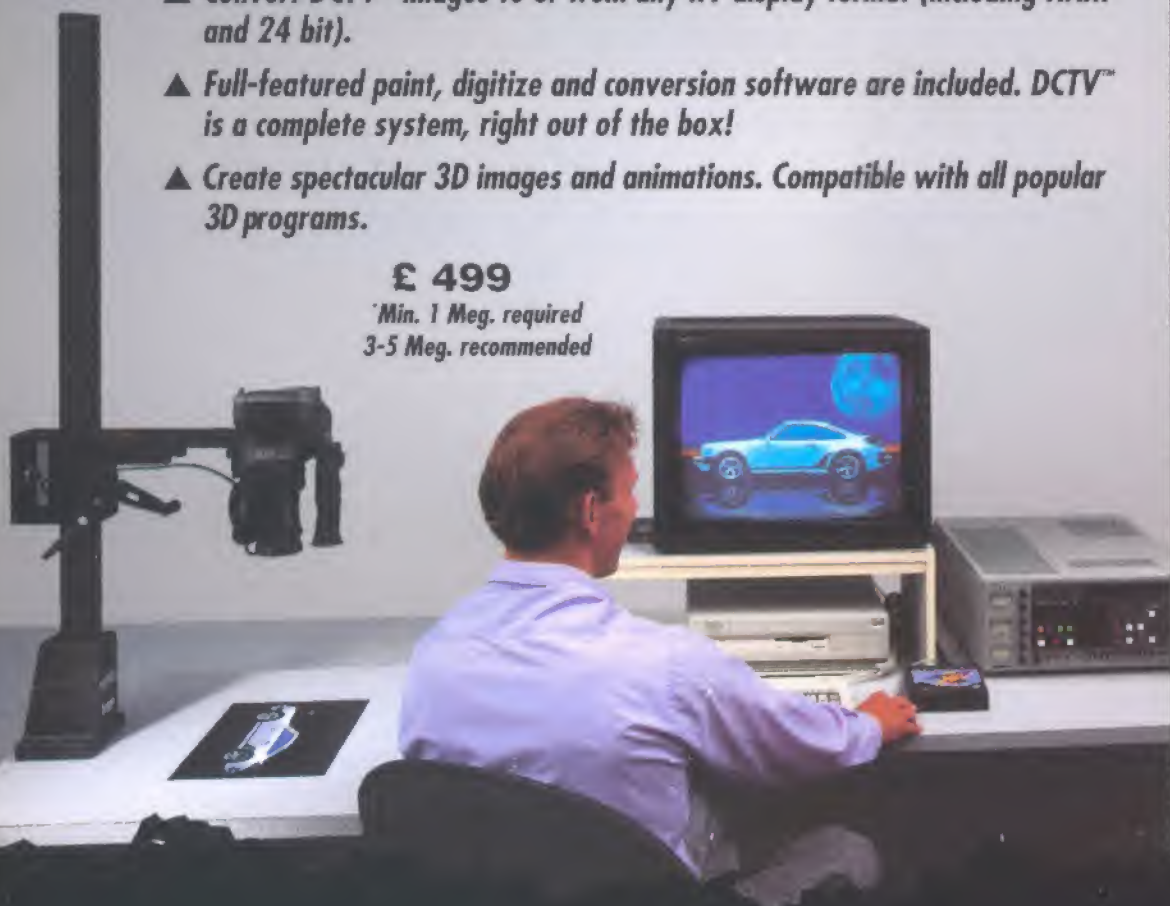 and 24 bit).
▲ Full-featured paint, digitize and conversion software are included. DCTV™
is a complete system, right out of the box!
▲ Create spectacular 3D images and animations. Compatible with all popular
3D programs.
£ 499
*Min. 1 Meg. required
3-5 Meg. recommended